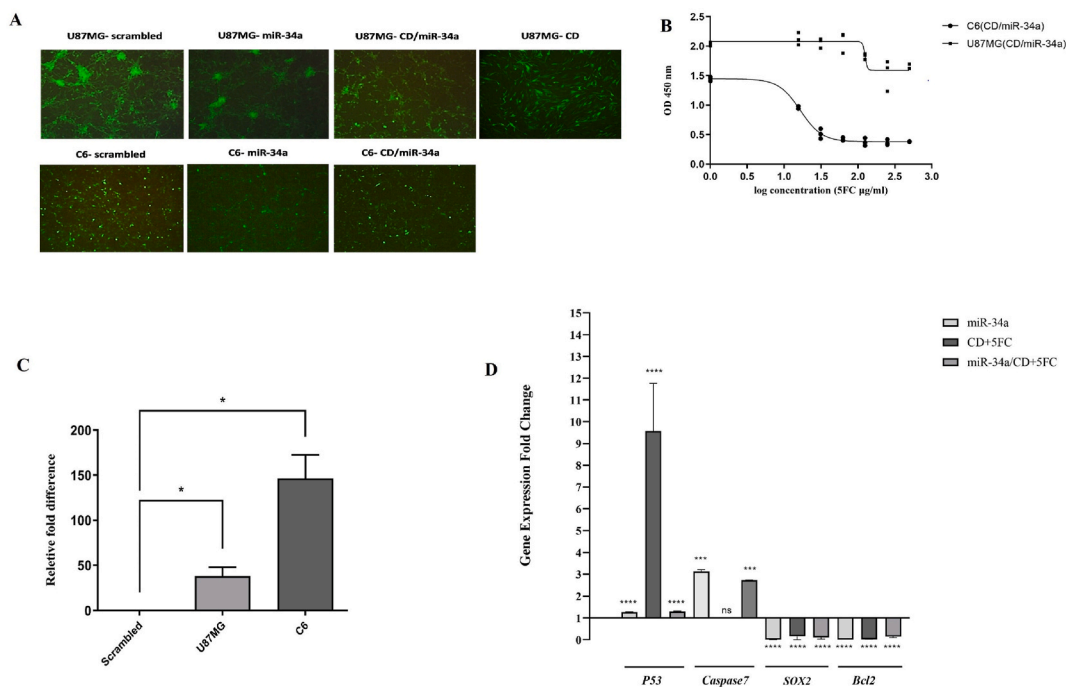 A
U87MG- scrambled
U87MG- miR-34a
U87MG- CD/miR-34a
U87MG- CD
C6- scrambled
C6- miR-34a
C6- CD/miR-34a
B
2.5
2.0
1.5
1.0
0.5
0.0
OD 450 nm
0.0 0.5 1.0 1.5 2.0 2.5 3.0
log concentration (5FC µg/ml)
C6(CD/miR-34a)
U87MG(CD/miR-34a)
C
200
150
100
50
0
Reletive fold difference
*
*
Scrambled
U87MG
C6
D
15
14
13
12
11
10
9
8
7
6
5
4
3
2
1
0
Gene Expression Fold Change
miR-34a
CD+5FC
miR-34a/CD+5FC
**** **** ****
*** ns ***
**** **** ****
**** **** ****
P53 Caspase7 SOX2 Bcl2